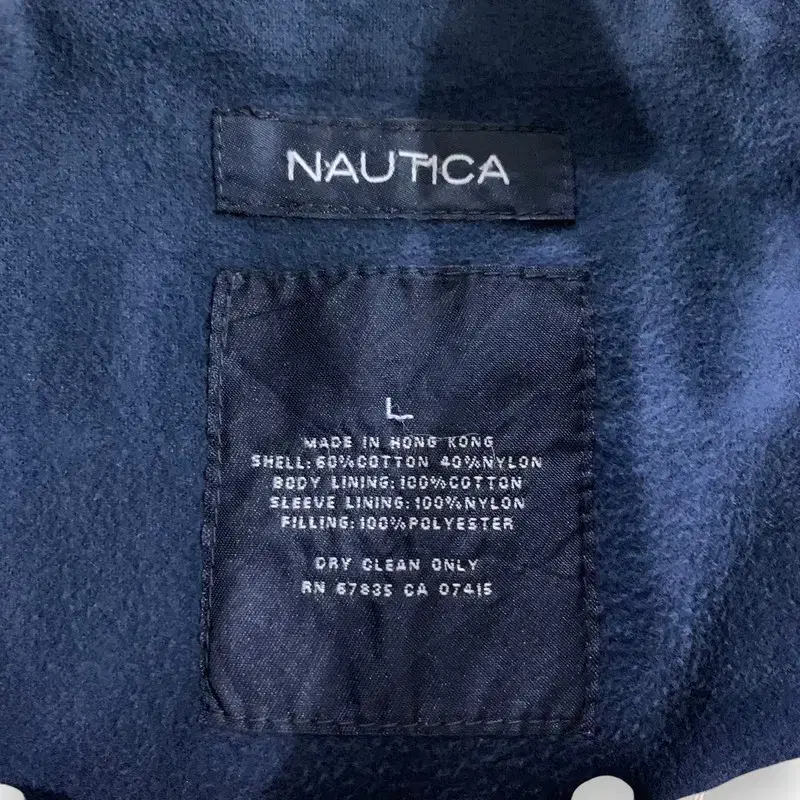 NAUTICA
L
MADE IN HONG KONG
SHELL: 60%COTTON 40%NYLON
BODY LINING: 100%COTTON
SLEEVE LINING: 100%NYLON
FILLING: 100%POLYESTER
DRY CLEAN ONLY
RN 67835 CA 07415